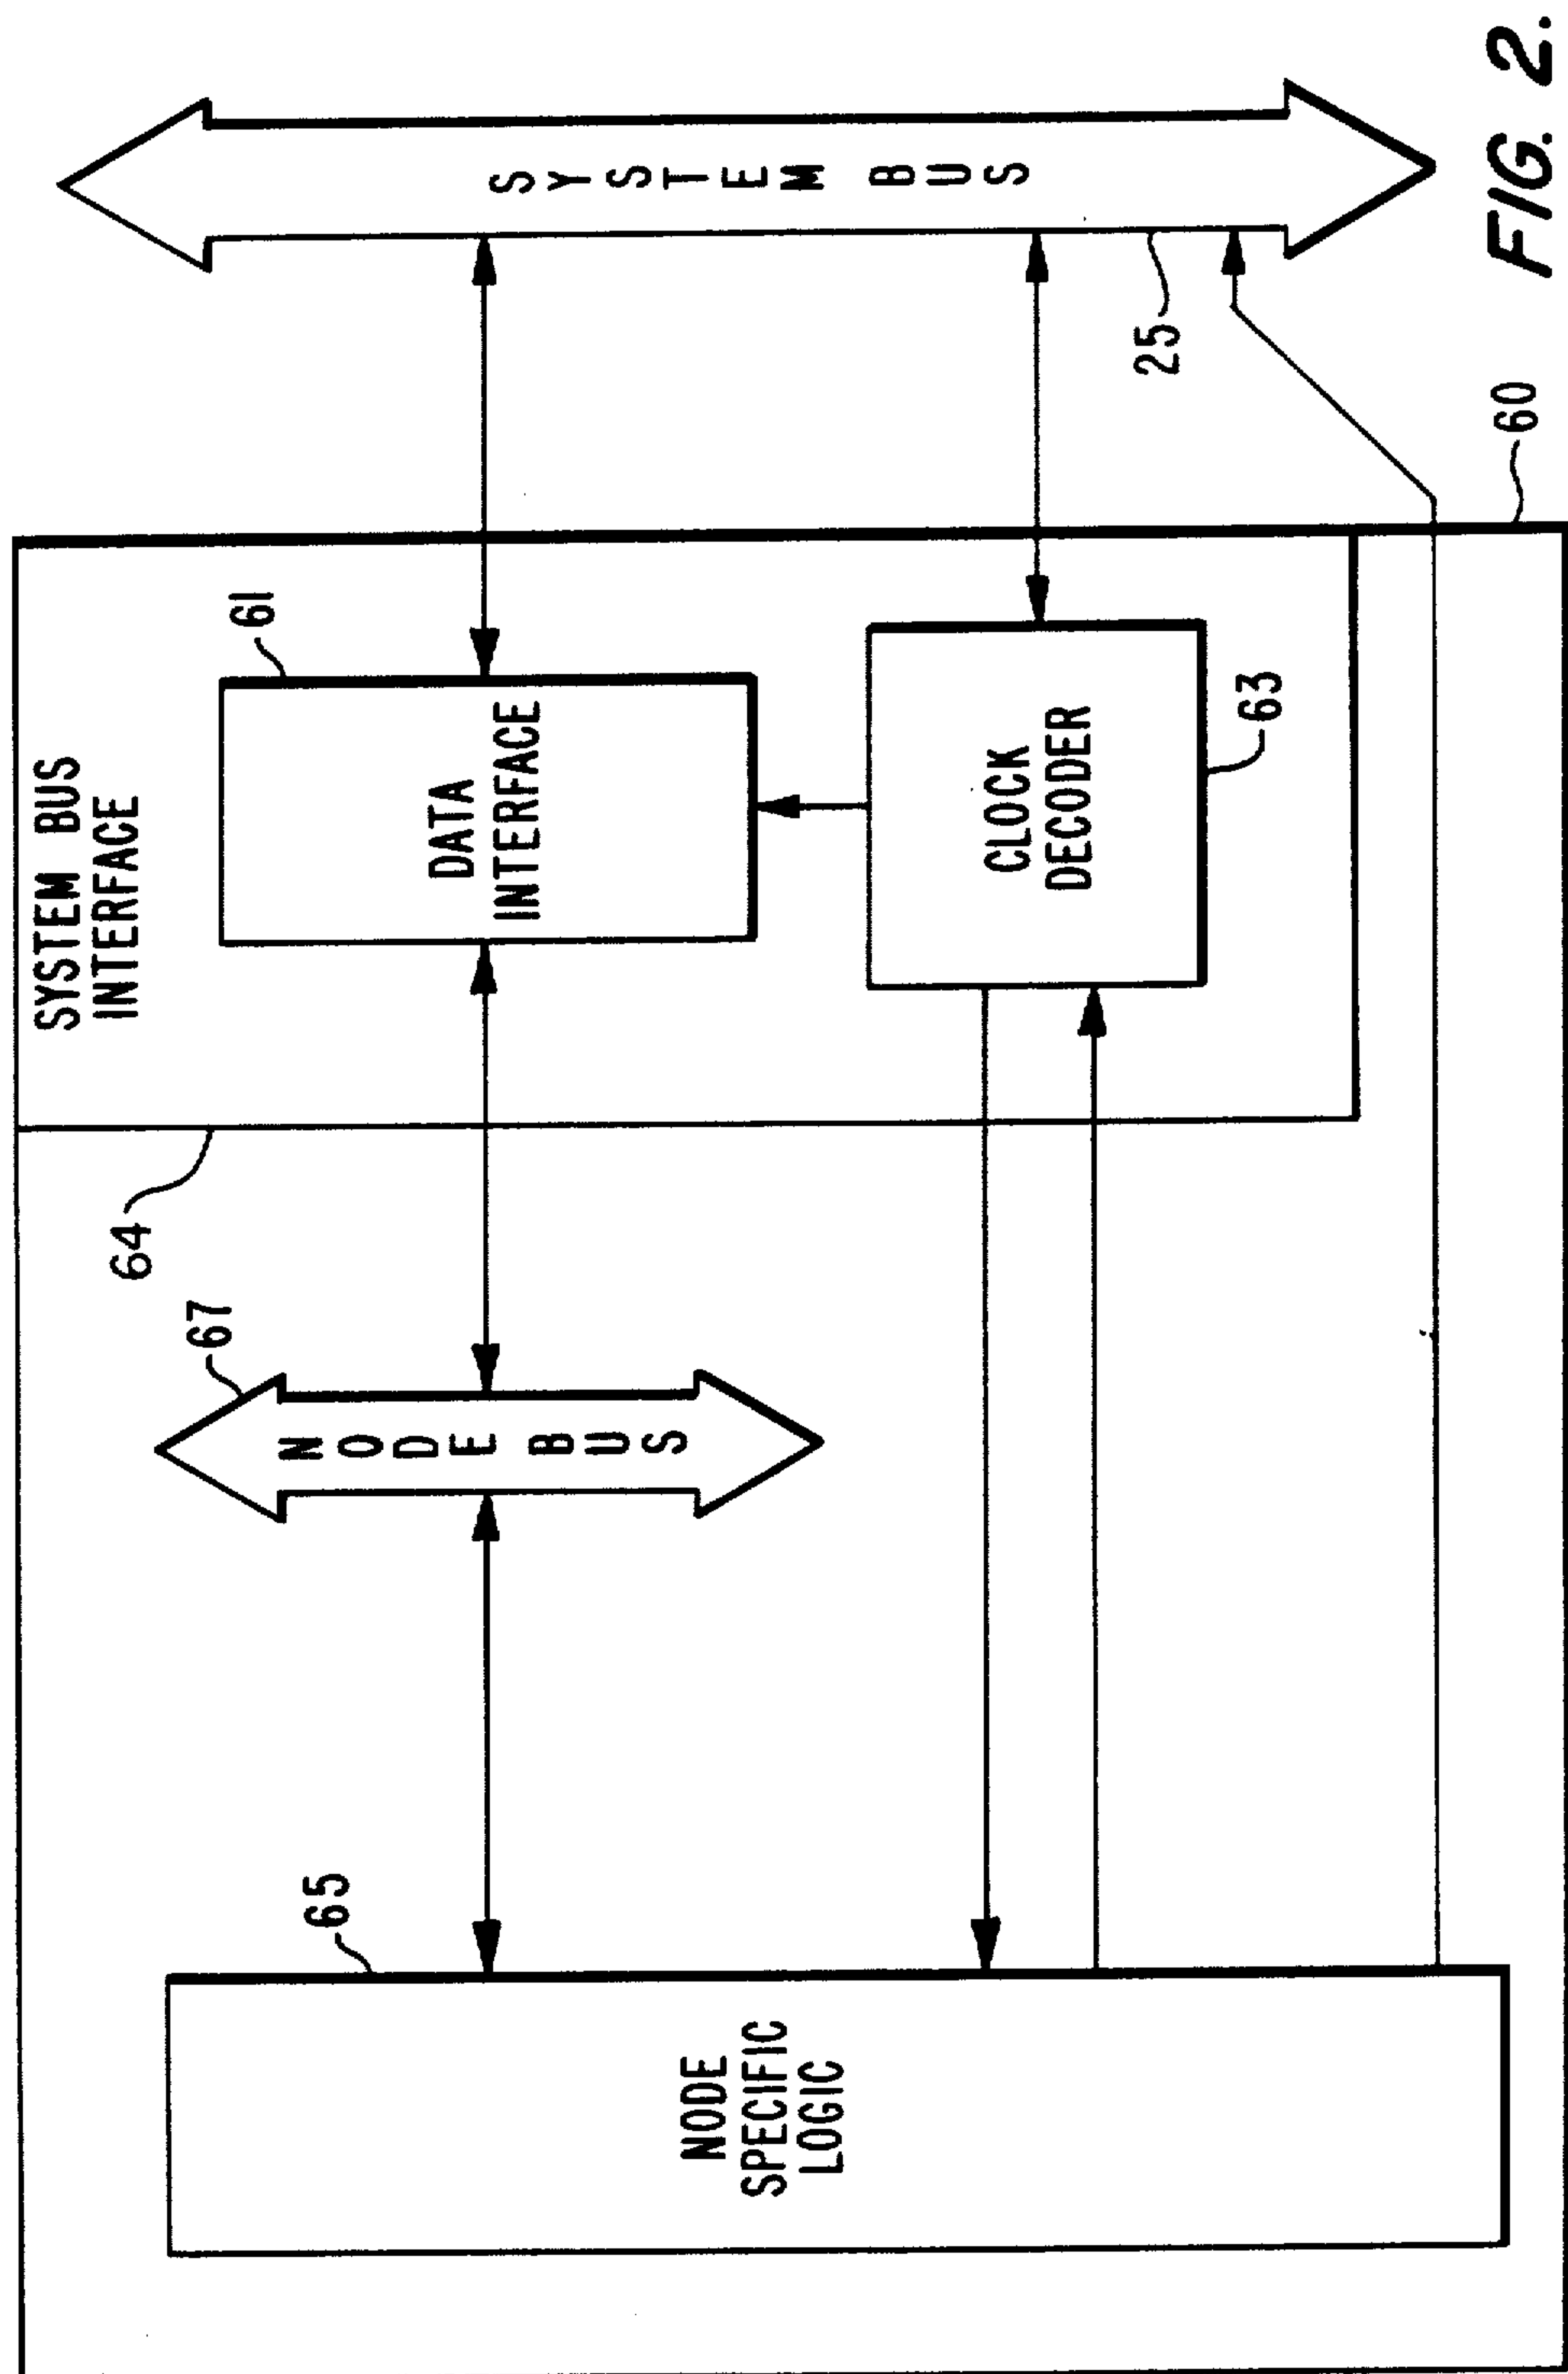 SYSTEM BUS
INTERFACE
61
DATA
INTERFACE
CLOCK
DECODER
63
64
67
NODE BUS
65
NODE
SPECIFIC
LOGIC
SYSTEM BUS
25
60
FIG. 2.